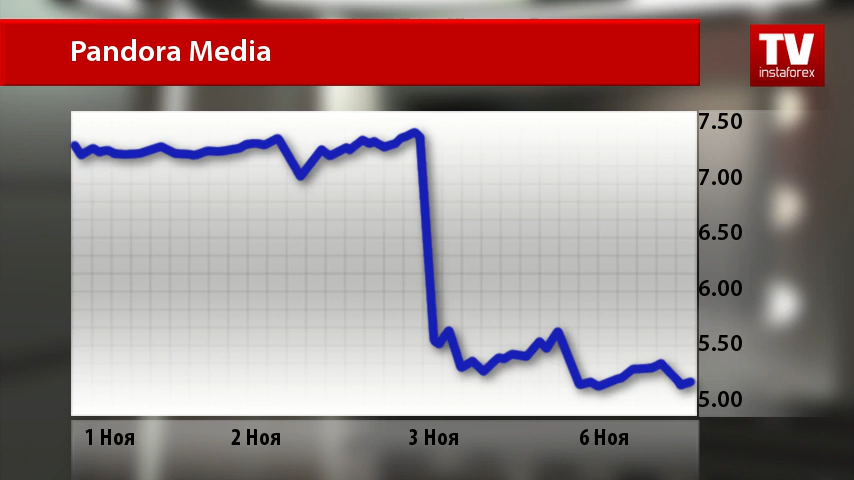 Pandora Media
TV
instaforex
7.50
7.00
6.50
6.00
5.50
5.00
1 Ноя
2 Ноя
3 Ноя
6 Ноя